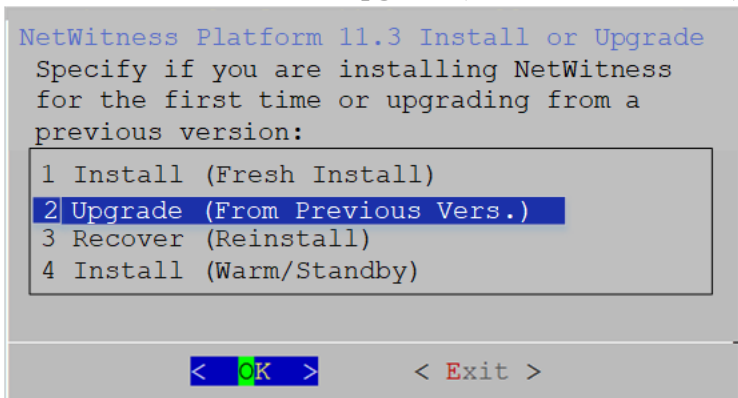 NetWitness Platform 11.3 Install or Upgrade
Specify if you are installing NetWitness
for the first time or upgrading from a
previous version:
1 Install (Fresh Install)
2 Upgrade (From Previous Vers.)
3 Recover (Reinstall)
4 Install (Warm/Standby)
< OK > < Exit >